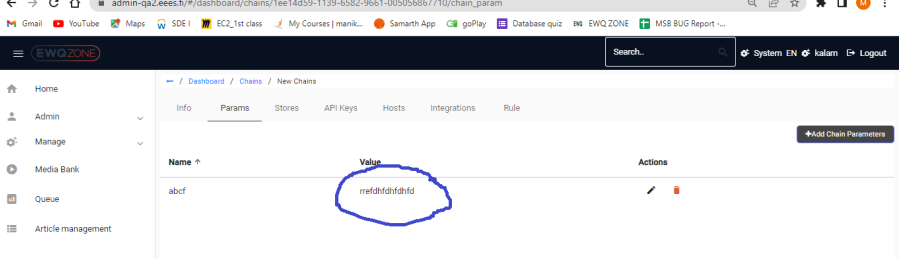 admin-qa2.eees.fi/#/dashboard/chains/1ee14d59-1139-6582-9661-005056867710/chain_param
M Gmail YouTube Maps SDE I EC2_1st class My Courses | manik... Samarth App goPlay Database quiz EWQ ZONE MSB BUG Report -...
EWQZONE Search.. System EN kalam Logout
← / Dashboard / Chains / New Chains
Home
Info Params Stores API Keys Hosts Integrations Rule
Admin
+Add Chain Parameters
Manage
Name ↑ Value Actions
Media Bank
abcf rrefdhfdhfdhfd
Queue
Article management